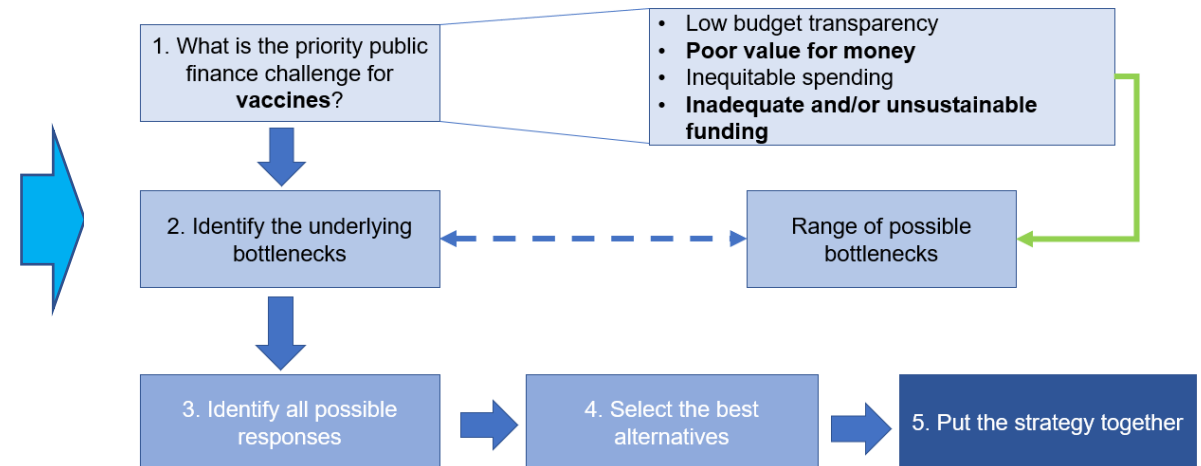 1. What is the priority public
finance challenge for
vaccines?
• Low budget transparency
• Poor value for money
• Inequitable spending
• Inadequate and/or unsustainable
funding
2. Identify the underlying
bottlenecks
Range of possible
bottlenecks
3. Identify all possible
responses
4. Select the best
alternatives
5. Put the strategy together